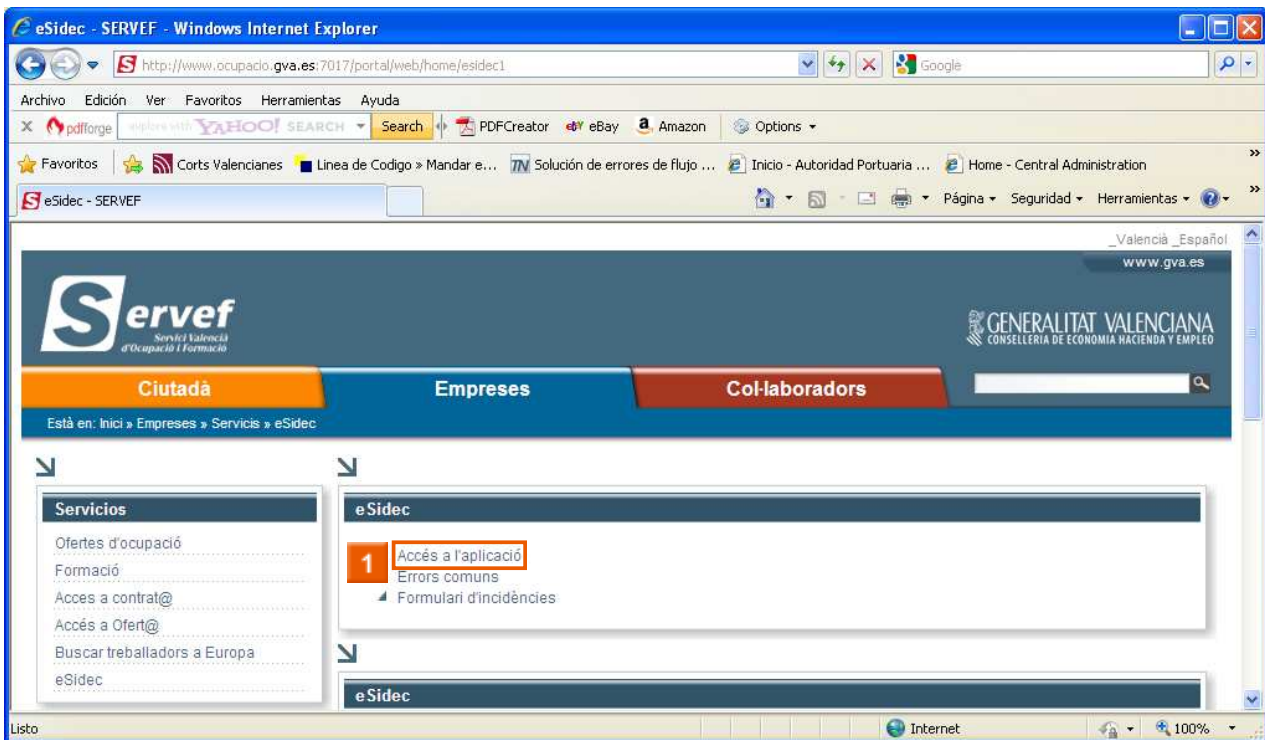 eSidec - SERVEF - Windows Internet Explorer
http://www.ocupacio.gva.es:7017/portal/web/home/esidec1
Google
Archivo Edición Ver Favoritos Herramientas Ayuda
X pdfforge YAHOO! SEARCH Search PDFCreator eBay Amazon Options
Favoritos Corts Valencianes Linea de Codigo » Mandar e... TN Solución de errores de flujo ... Inicio - Autoridad Portuaria ... Home - Central Administration »
eSidec - SERVEF
Página Seguridad Herramientas »
_Valencià _Español
www.gva.es
Servef
Servici Valencià
d'Ocupació i Formació
GENERALITAT VALENCIANA
CONSELLERIA DE ECONOMIA HACIENDA Y EMPLEO
Ciutadà Empreses Col·laboradors
Està en: Inici » Empreses » Servicis » eSidec
Servicios
Ofertes d'ocupació
Formació
Acces a contrat@
Accés a Ofert@
Buscar treballadors a Europa
eSidec
eSidec
1 Accés a l'aplicació
Errors comuns
Formulari d'incidències
eSidec
Listo Internet 100%